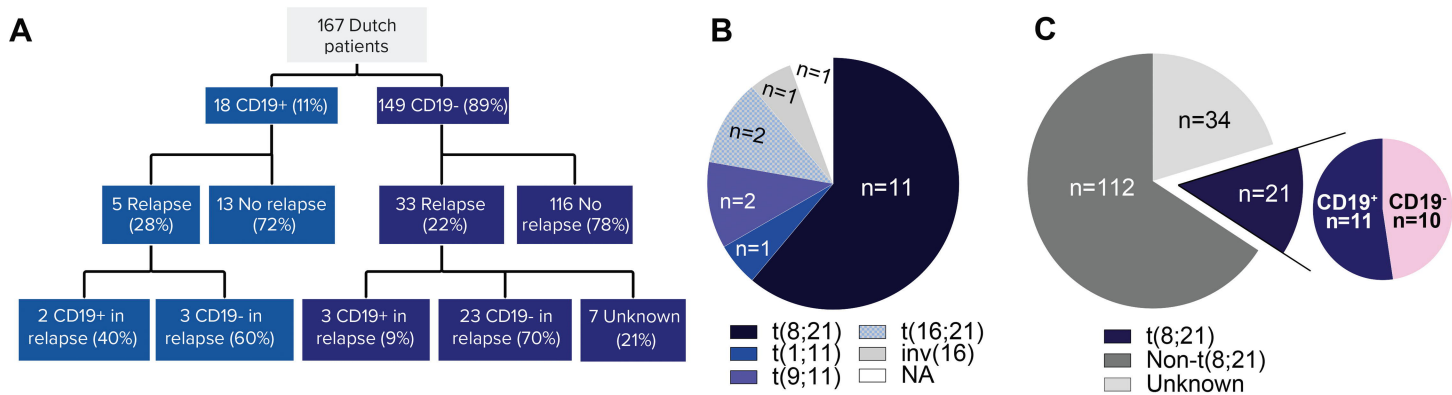 A
167 Dutch
patients
18 CD19+ (11%)
149 CD19- (89%)
5 Relapse
(28%)
13 No relapse
(72%)
33 Relapse
(22%)
116 No
relapse (78%)
2 CD19+ in
relapse (40%)
3 CD19- in
relapse (60%)
3 CD19+ in
relapse (9%)
23 CD19- in
relapse (70%)
7 Unknown
(21%)
B
n=1
n=1
n=2
n=2
n=1
n=11
t(8;21)
t(1;11)
t(9;11)
t(16;21)
inv(16)
NA
C
n=34
n=112
n=21
CD19⁺
n=11
CD19⁻
n=10
t(8;21)
Non-t(8;21)
Unknown